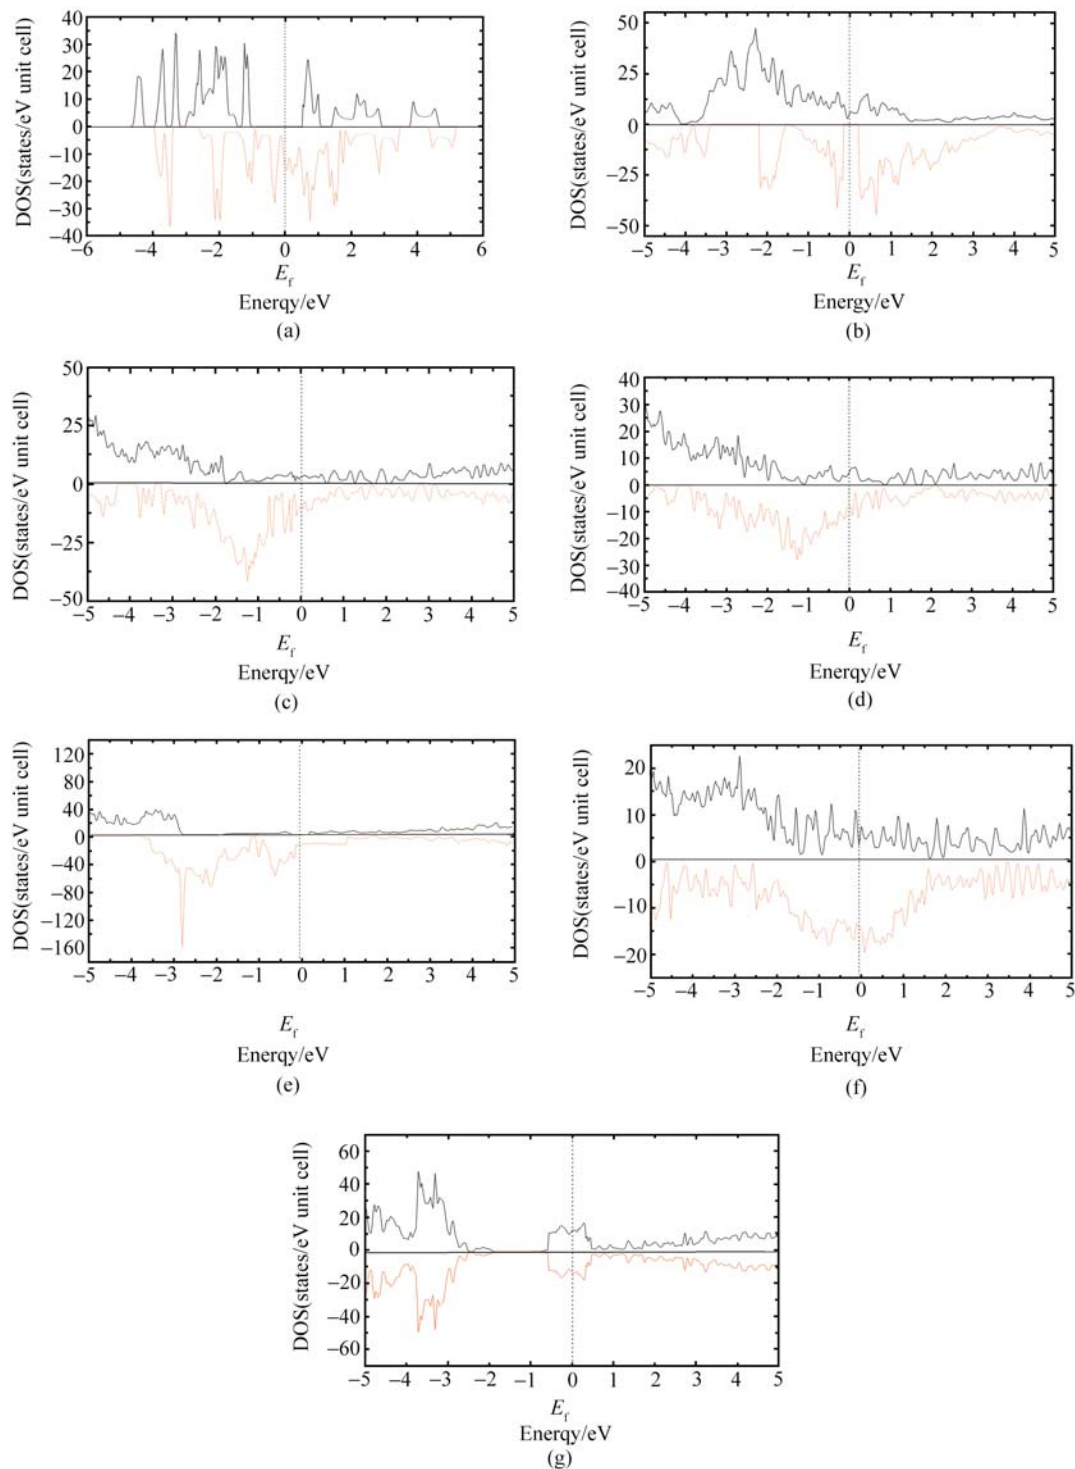 DOS(states/eV unit cell)
40
30
20
10
0
−10
−20
−30
−40
−6 −4 −2 0 2 4 6
E_f
Enerqy/eV
(a)
DOS(states/eV unit cell)
50
25
0
−25
−50
−5 −4 −3 −2 −1 0 1 2 3 4 5
E_f
Energy/eV
(b)
DOS(states/eV unit cell)
50
25
0
−25
−50
−5 −4 −3 −2 −1 0 1 2 3 4 5
E_f
Enerqy/eV
(c)
DOS(states/eV unit cell)
40
30
20
10
0
−10
−20
−30
−40
−5 −4 −3 −2 −1 0 1 2 3 4 5
E_f
Enerqy/eV
(d)
DOS(states/eV unit cell)
120
80
40
0
−40
−80
−120
−160
−5 −4 −3 −2 −1 0 1 2 3 4 5
E_f
Enerqy/eV
(e)
DOS(states/eV unit cell)
20
10
0
−10
−20
−5 −4 −3 −2 −1 0 1 2 3 4 5
E_f
Enerqy/eV
(f)
DOS(states/eV unit cell)
60
40
20
0
−20
−40
−60
−5 −4 −3 −2 −1 0 1 2 3 4 5
E_f
Enerqy/eV
(g)